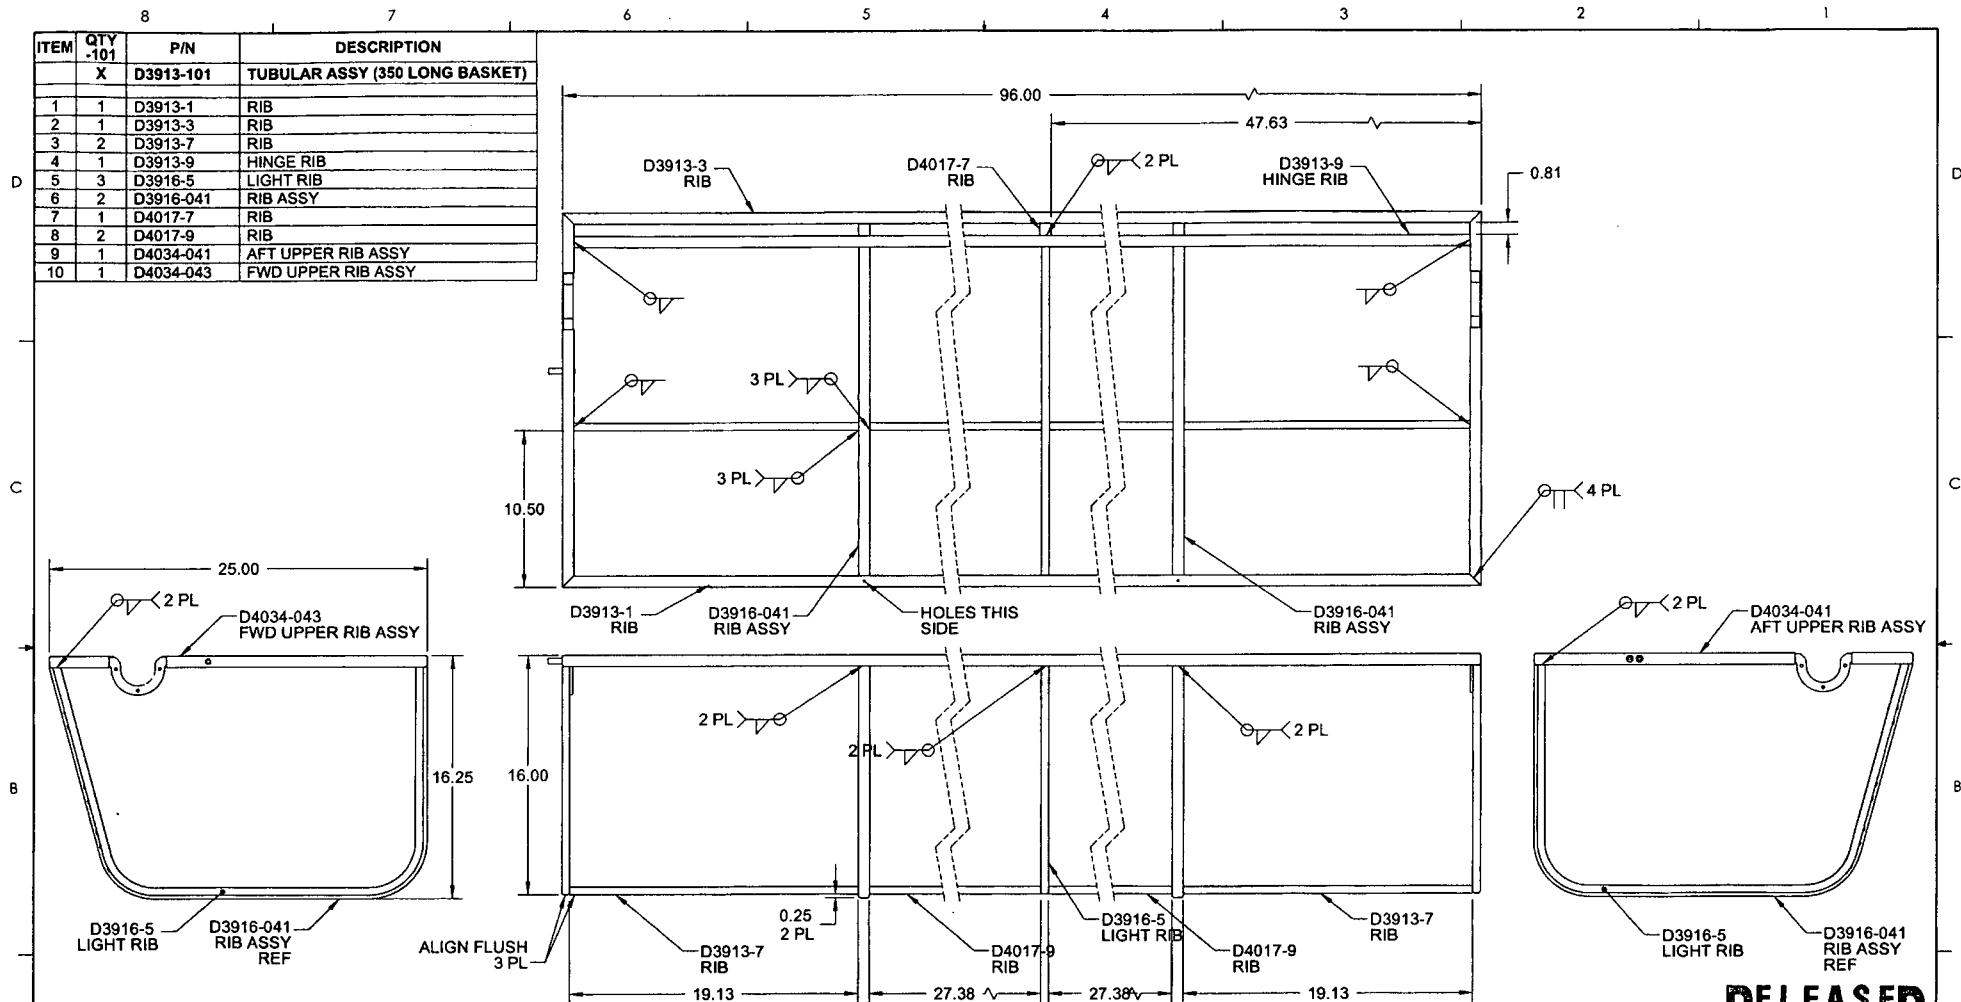 8 7 6 5 4 3 2 1
ITEM QTY -101 P/N DESCRIPTION
X D3913-101 TUBULAR ASSY (350 LONG BASKET)
1 1 D3913-1 RIB
2 1 D3913-3 RIB
3 2 D3913-7 RIB
4 1 D3913-9 HINGE RIB
5 3 D3916-5 LIGHT RIB
6 2 D3916-041 RIB ASSY
7 1 D4017-7 RIB
8 2 D4017-9 RIB
9 1 D4034-041 AFT UPPER RIB ASSY
10 1 D4034-043 FWD UPPER RIB ASSY
96.00
47.63
D3913-3
RIB
D4017-7
RIB
2 PL
D3913-9
HINGE RIB
0.81
D
D
3 PL
3 PL
10.50
4 PL
C
C
D3913-1
RIB
D3916-041
RIB ASSY
HOLES THIS
SIDE
D3916-041
RIB ASSY
25.00
2 PL
D4034-043
FWD UPPER RIB ASSY
16.25
D3916-5
LIGHT RIB
D3916-041
RIB ASSY
REF
16.00
2 PL
2 PL
2 PL
0.25
2 PL
ALIGN FLUSH
3 PL
D3913-7
RIB
D4017-9
RIB
D3916-5
LIGHT RIB
D4017-9
RIB
D3913-7
RIB
19.13
27.38
27.38
19.13
2 PL
D4034-041
AFT UPPER RIB ASSY
D3916-5
LIGHT RIB
D3916-041
RIB ASSY
REF
B
B
RELEASED